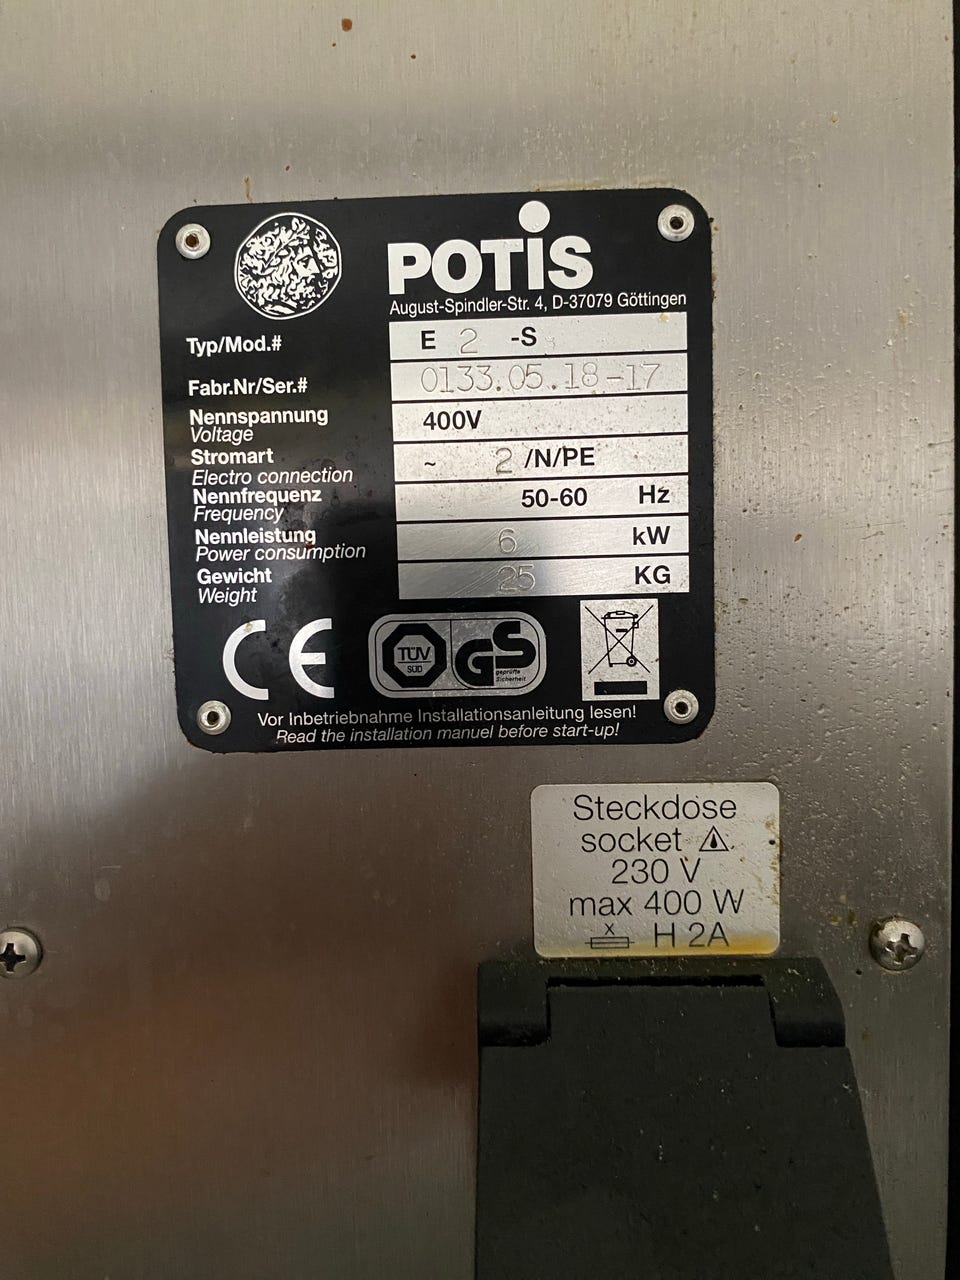 POTIS
August-Spindler-Str. 4, D-37079 Göttingen
Typ/Mod.# E 2 -S
Fabr.Nr/Ser.# 0133.05.18-17
Nennspannung
Voltage 400V
Stromart
Electro connection ~ 2 /N/PE
Nennfrequenz
Frequency 50-60 Hz
Nennleistung
Power consumption 6 kW
Gewicht
Weight 25 KG
CE
TÜV
SÜD
GS
geprüfte
Sicherheit
Vor Inbetriebnahme Installationsanleitung lesen!
Read the installation manuel before start-up!
Steckdose
socket
230 V
max 400 W
x H 2A